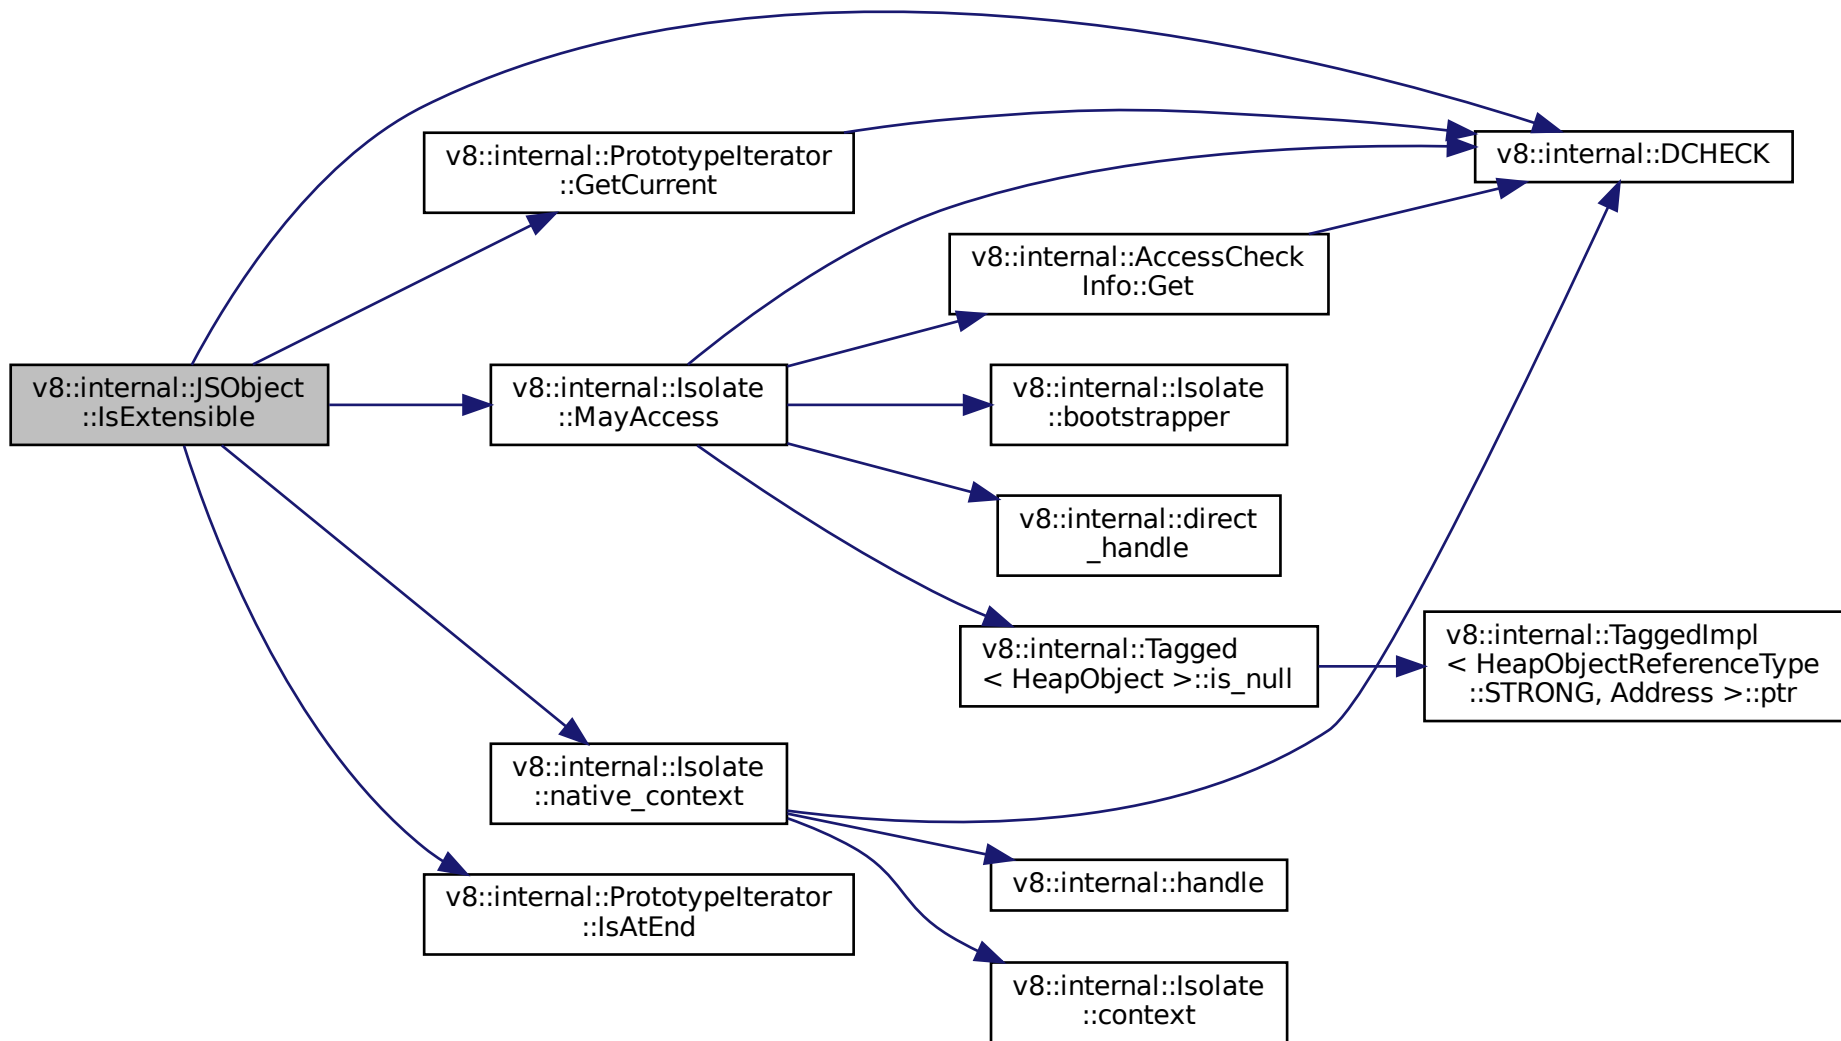 v8::internal::JSObject
::IsExtensible
v8::internal::PrototypeIterator
::GetCurrent
v8::internal::DCHECK
v8::internal::AccessCheck
Info::Get
v8::internal::Isolate
::MayAccess
v8::internal::Isolate
::bootstrapper
v8::internal::direct
_handle
v8::internal::Tagged
< HeapObject >::is_null
v8::internal::TaggedImpl
< HeapObjectReferenceType
::STRONG, Address >::ptr
v8::internal::Isolate
::native_context
v8::internal::PrototypeIterator
::IsAtEnd
v8::internal::handle
v8::internal::Isolate
::context